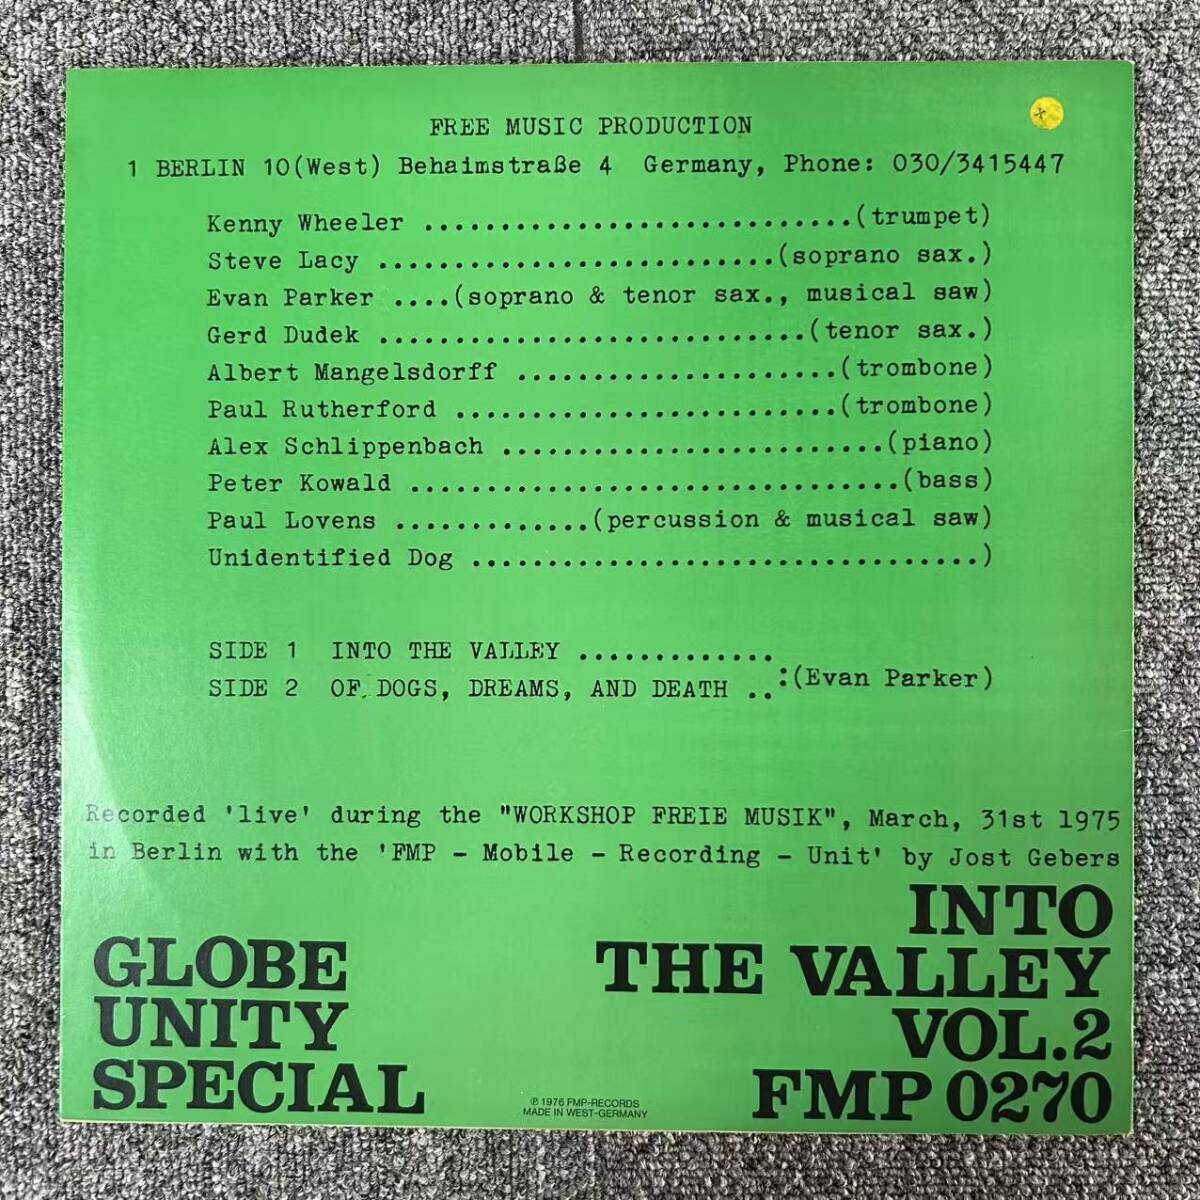 FREE MUSIC PRODUCTION
1 BERLIN 10(West) Behaimstraße 4 Germany, Phone: 030/3415447
Kenny Wheeler ............................(trumpet)
Steve Lacy ..........................(soprano sax.)
Evan Parker ....(soprano & tenor sax., musical saw)
Gerd Dudek ............................(tenor sax.)
Albert Mangelsdorff .....................(trombone)
Paul Rutherford .........................(trombone)
Alex Schlippenbach .........................(piano)
Peter Kowald ................................(bass)
Paul Lovens .............(percussion & musical saw)
Unidentified Dog .................................)
SIDE 1 INTO THE VALLEY .............
SIDE 2 OF DOGS, DREAMS, AND DEATH ..:(Evan Parker)
Recorded 'live' during the "WORKSHOP FREIE MUSIK", March, 31st 1975
in Berlin with the 'FMP - Mobile - Recording - Unit' by Jost Gebers
GLOBE
UNITY
SPECIAL
INTO
THE VALLEY
VOL.2
FMP 0270
℗ 1976 FMP-RECORDS
MADE IN WEST-GERMANY